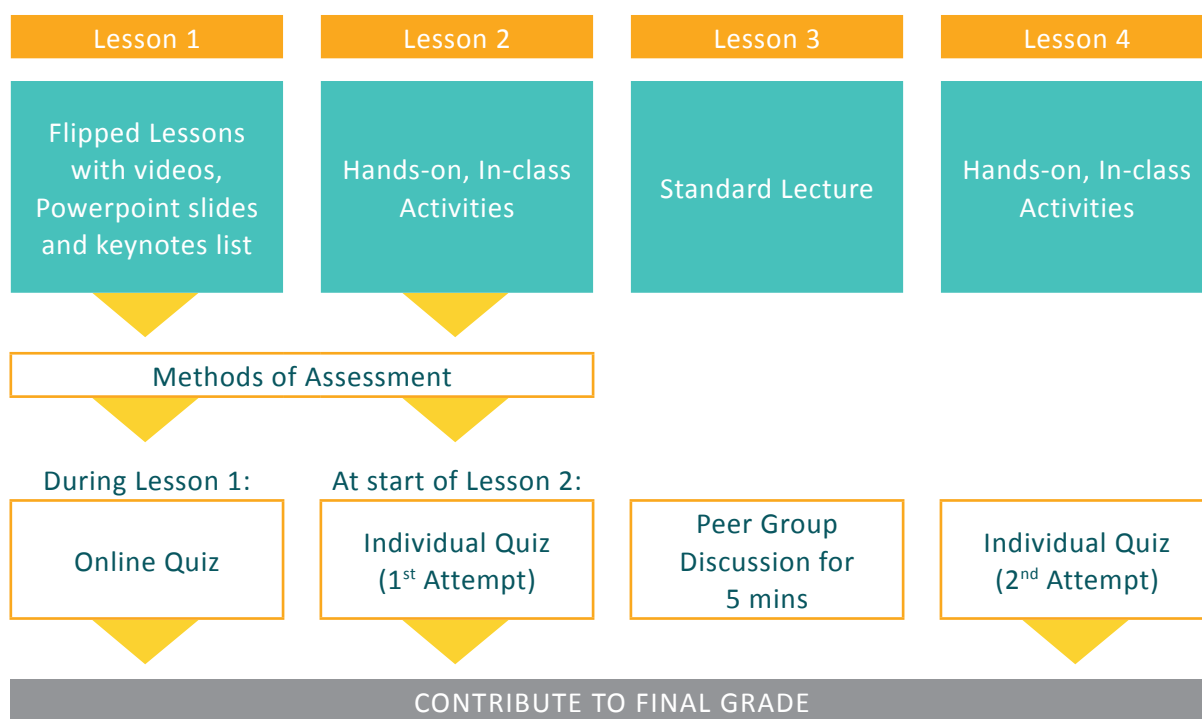 Lesson 1
Lesson 2
Lesson 3
Lesson 4
Flipped Lessons
with videos,
Powerpoint slides
and keynotes list
Hands-on, In-class
Activities
Standard Lecture
Hands-on, In-class
Activities
Methods of Assessment
During Lesson 1:
At start of Lesson 2:
Online Quiz
Individual Quiz
(1st Attempt)
Peer Group
Discussion for
5 mins
Individual Quiz
(2nd Attempt)
CONTRIBUTE TO FINAL GRADE